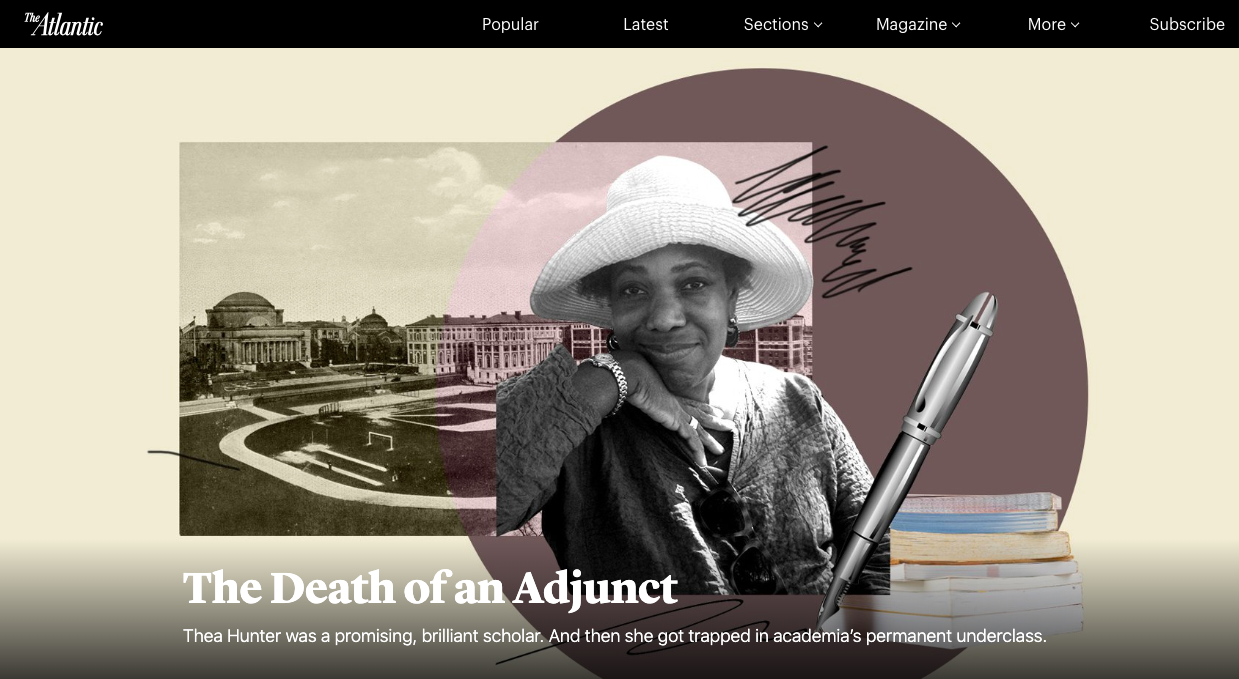 The Atlantic
Popular
Latest
Sections
Magazine
More
Subscribe
The Death of an Adjunct
Thea Hunter was a promising, brilliant scholar. And then she got trapped in academia’s permanent underclass.